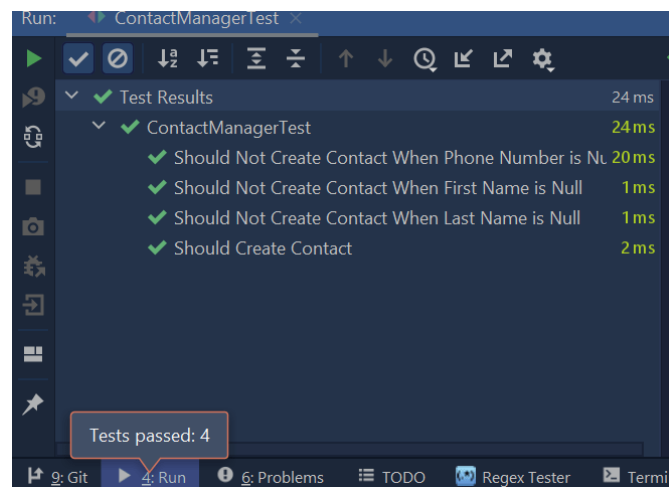 Run: ContactManagerTest
Test Results 24 ms
ContactManagerTest 24 ms
Should Not Create Contact When Phone Number is Nu 20 ms
Should Not Create Contact When First Name is Null 1 ms
Should Not Create Contact When Last Name is Null 1 ms
Should Create Contact 2 ms
Tests passed: 4
9: Git 4: Run 6: Problems TODO Regex Tester Termi